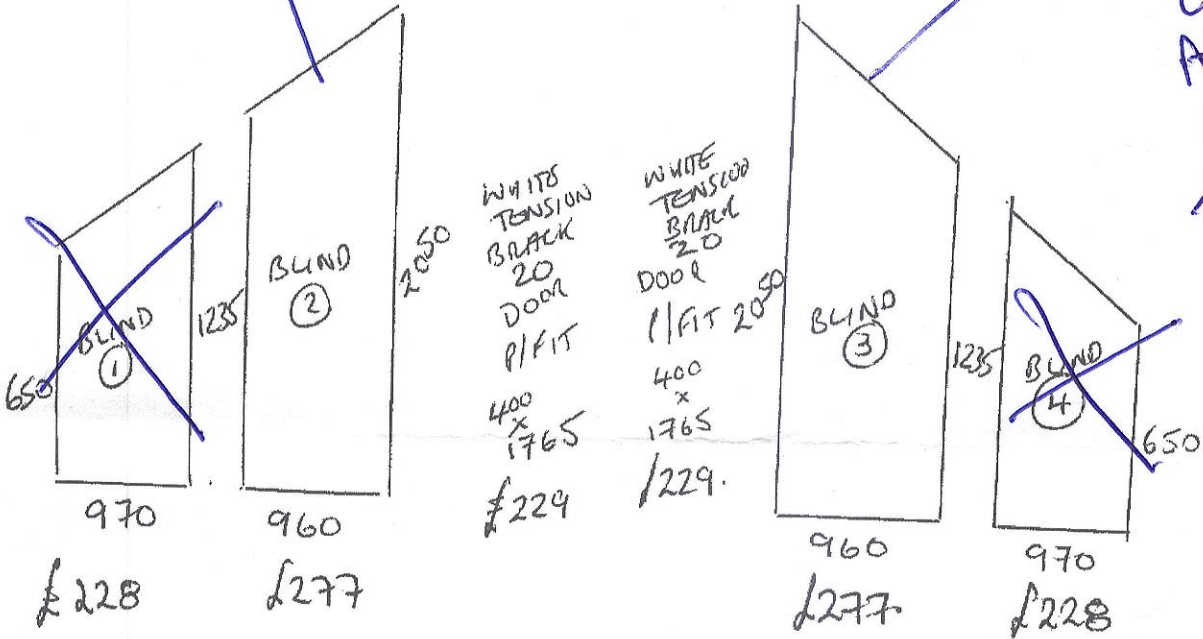 BLIND
①
650
970
£228
1235
BLIND
②
2050
960
£277
WHITE
TENSION
BRACK
20
DOOR
P/FIT
400
x
1765
£229
WHITE
TENSION
BRACK
20
DOOR
P/FIT
400
x
1765
£229.
2050
BLIND
③
1235
960
£277.
BLIND
④
650
970
£228
A